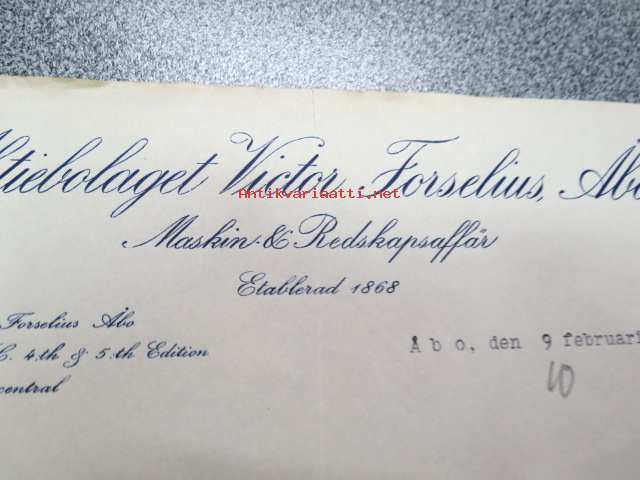 ktiebolaget Victor Forselius, Åbo
Antikvariaatti.net
Maskin- & Redskapsaffär
Etablerad 1868
Forselius Åbo
C. 4.th & 5.th Edition
central
Åbo, den 9 februari
10